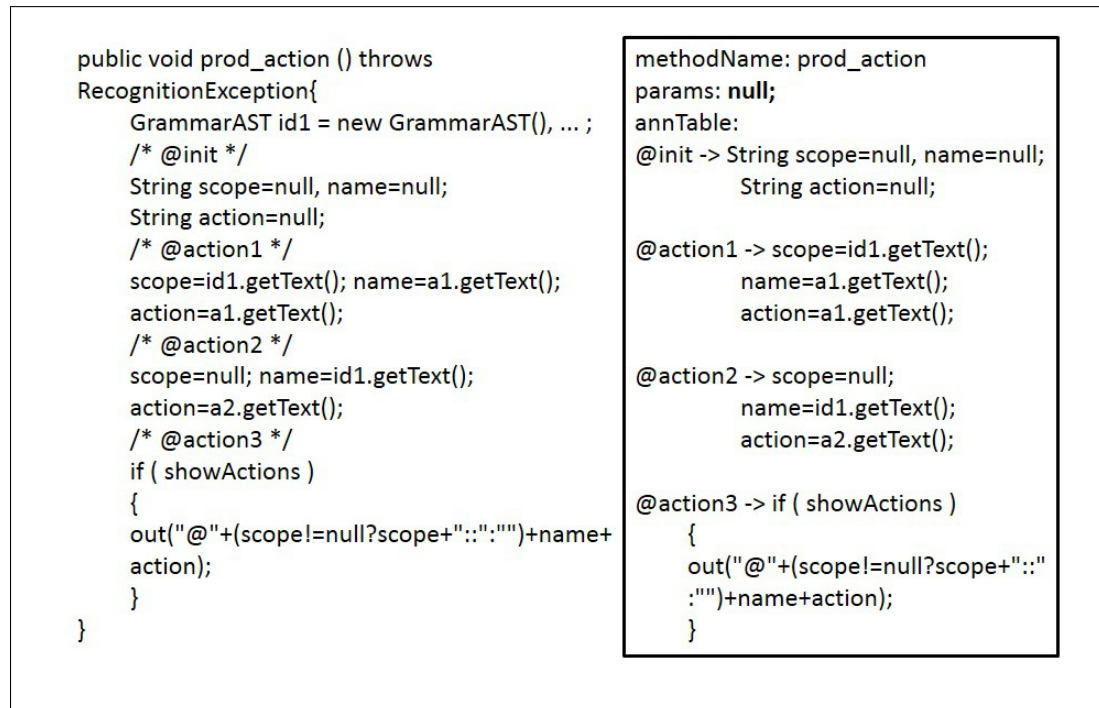 public void prod_action () throws
RecognitionException{
GrammarAST id1 = new GrammarAST(), ... ;
/* @init */
String scope=null, name=null;
String action=null;
/* @action1 */
scope=id1.getText(); name=a1.getText();
action=a1.getText();
/* @action2 */
scope=null; name=id1.getText();
action=a2.getText();
/* @action3 */
if ( showActions )
{
out("@"+(scope!=null?scope+"::":"")+name+
action);
}
}
methodName: prod_action
params: null;
annTable:
@init -> String scope=null, name=null;
String action=null;
@action1 -> scope=id1.getText();
name=a1.getText();
action=a1.getText();
@action2 -> scope=null;
name=id1.getText();
action=a2.getText();
@action3 -> if ( showActions )
{
out("@"+(scope!=null?scope+"::"
:"")+name+action);
}